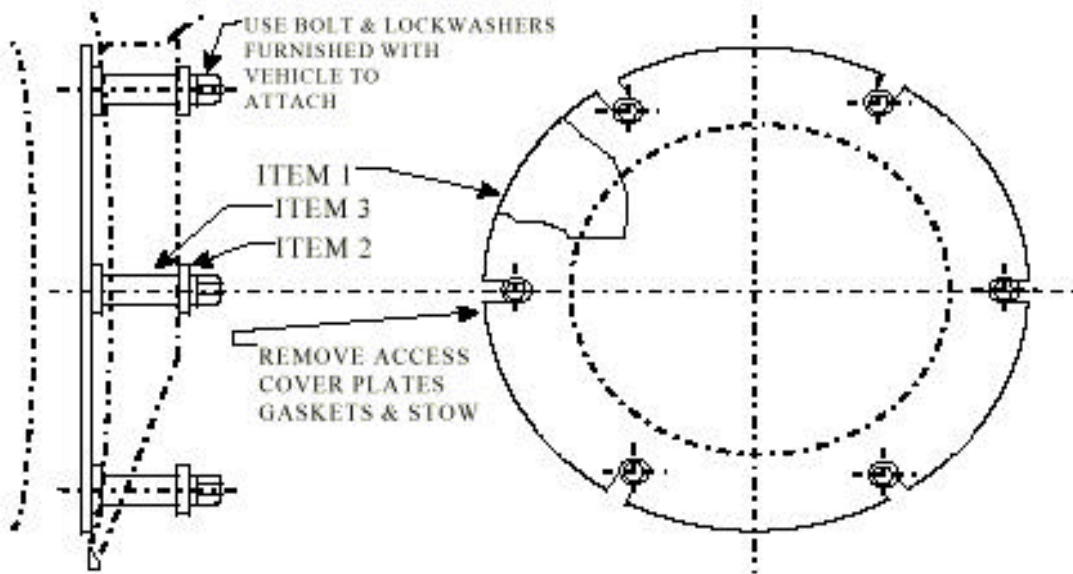 USE BOLT & LOCKWASHERS
FURNISHED WITH
VEHICLE TO
ATTACH
ITEM 1
ITEM 3
ITEM 2
REMOVE ACCESS
COVER PLATES
GASKETS & STOW